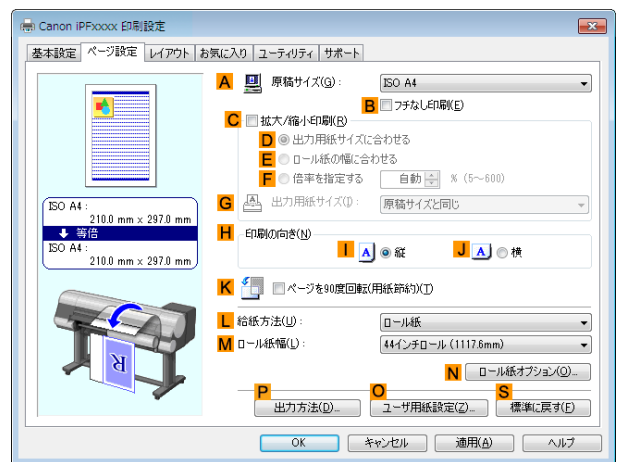 Canon iPFxxxx 印刷設定
基本設定 ページ設定 レイアウト お気に入り ユーティリティ サポート
A 原稿サイズ(G): ISO A4
B フチなし印刷(E)
C 拡大/縮小印刷(R)
D 出力用紙サイズに合わせる
E ロール紙の幅に合わせる
F 倍率を指定する 自動 % (5～600)
G 出力用紙サイズ(I): 原稿サイズと同じ
ISO A4 :
210.0 mm x 297.0 mm
等倍
ISO A4 :
210.0 mm x 297.0 mm
H 印刷の向き(N)
I A 縦 J A 横
K ページを90度回転(用紙節約)(T)
L 給紙方法(U): ロール紙
M ロール紙幅(L): 44インチロール (1117.6mm)
R
N ロール紙オプション(O)...
P O S
出力方法(D)... ユーザ用紙設定(Z)... 標準に戻す(F)
OK キャンセル 適用(A) ヘルプ